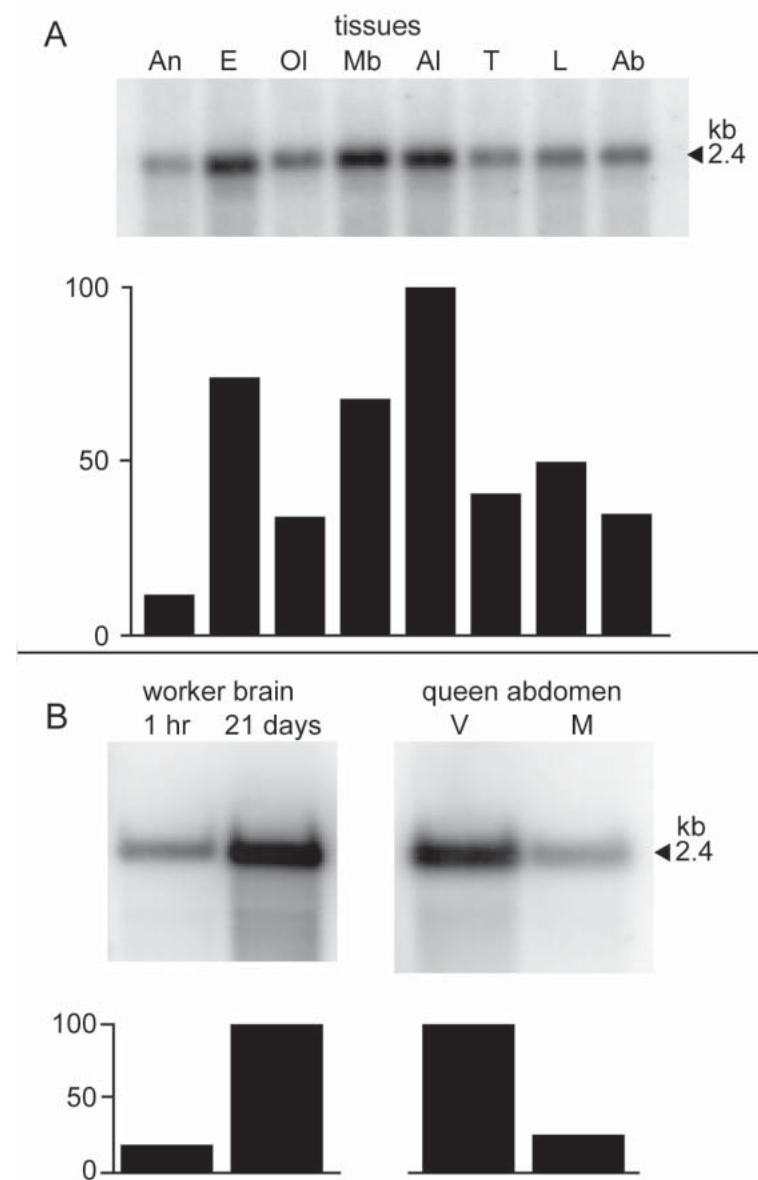 A
tissues
An E Ol Mb Al T L Ab
kb
2.4
100
50
0
B
worker brain
1 hr 21 days
queen abdomen
V M
kb
2.4
100
50
0